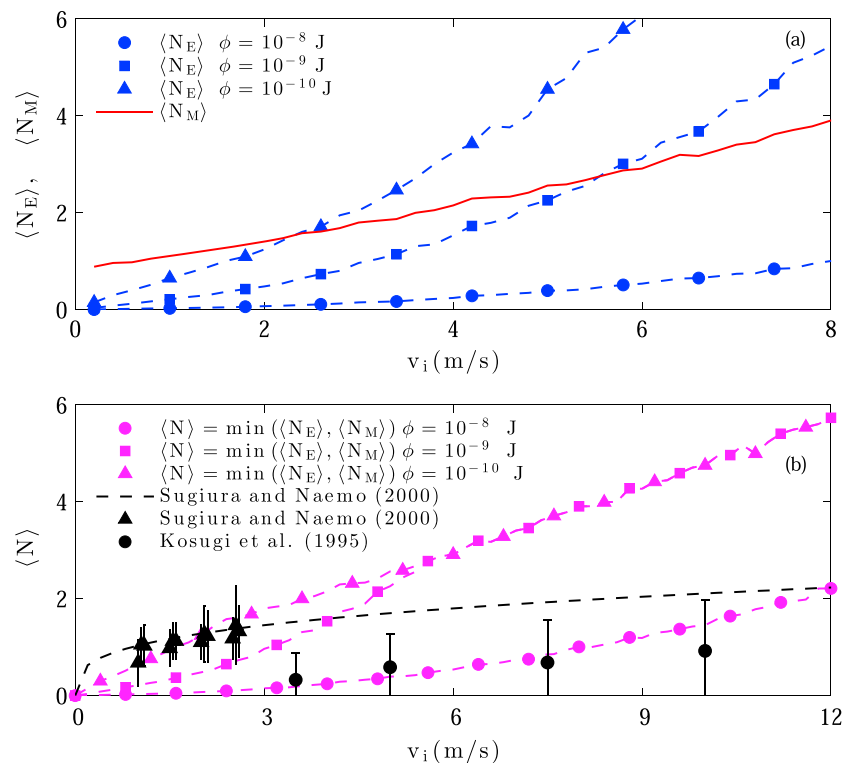 6
4
2
0
0
2
4
6
8
⟨N_E⟩, ⟨N_M⟩
⟨N_E⟩ ϕ = 10⁻⁸ J
⟨N_E⟩ ϕ = 10⁻⁹ J
⟨N_E⟩ ϕ = 10⁻¹⁰ J
⟨N_M⟩
(a)
v_i(m/s)
6
4
2
0
0
3
6
9
12
⟨N⟩
⟨N⟩ = min (⟨N_E⟩, ⟨N_M⟩) ϕ = 10⁻⁸ J
⟨N⟩ = min (⟨N_E⟩, ⟨N_M⟩) ϕ = 10⁻⁹ J
⟨N⟩ = min (⟨N_E⟩, ⟨N_M⟩) ϕ = 10⁻¹⁰ J
Sugiura and Naemo (2000)
Sugiura and Naemo (2000)
Kosugi et al. (1995)
(b)
v_i(m/s)